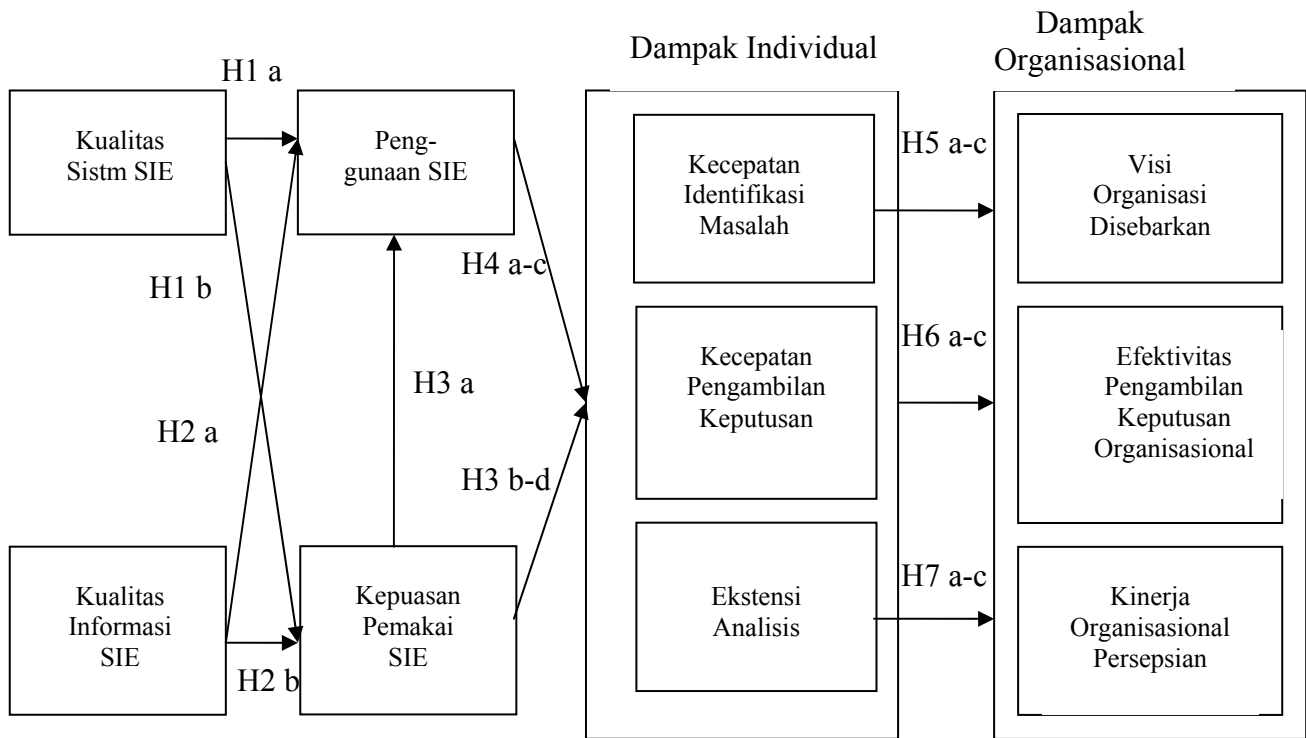 Dampak Individual
Dampak
Organisasional
H1 a
Kualitas
Sistm SIE
Peng-
gunaan SIE
Kecepatan
Identifikasi
Masalah
H5 a-c
Visi
Organisasi
Disebarkan
H1 b
H4 a-c
H2 a
H3 a
Kecepatan
Pengambilan
Keputusan
H6 a-c
Efektivitas
Pengambilan
Keputusan
Organisasional
H3 b-d
Kualitas
Informasi
SIE
H2 b
Kepuasan
Pemakai
SIE
Ekstensi
Analisis
H7 a-c
Kinerja
Organisasional
Persepsian